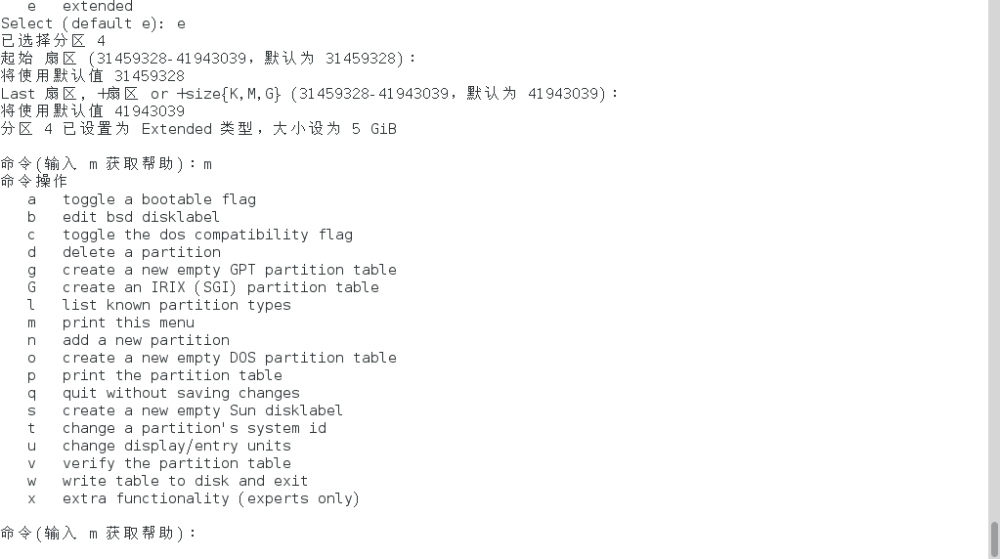 e   extended
Select (default e): e
已选择分区 4
起始 扇区 (31459328-41943039，默认为 31459328)：
将使用默认值 31459328
Last 扇区, +扇区 or +size{K,M,G} (31459328-41943039，默认为 41943039)：
将使用默认值 41943039
分区 4 已设置为 Extended 类型，大小设为 5 GiB
命令(输入 m 获取帮助)：m
命令操作
a   toggle a bootable flag
b   edit bsd disklabel
c   toggle the dos compatibility flag
d   delete a partition
g   create a new empty GPT partition table
G   create an IRIX (SGI) partition table
l   list known partition types
m   print this menu
n   add a new partition
o   create a new empty DOS partition table
p   print the partition table
q   quit without saving changes
s   create a new empty Sun disklabel
t   change a partition's system id
u   change display/entry units
v   verify the partition table
w   write table to disk and exit
x   extra functionality (experts only)
命令(输入 m 获取帮助)：